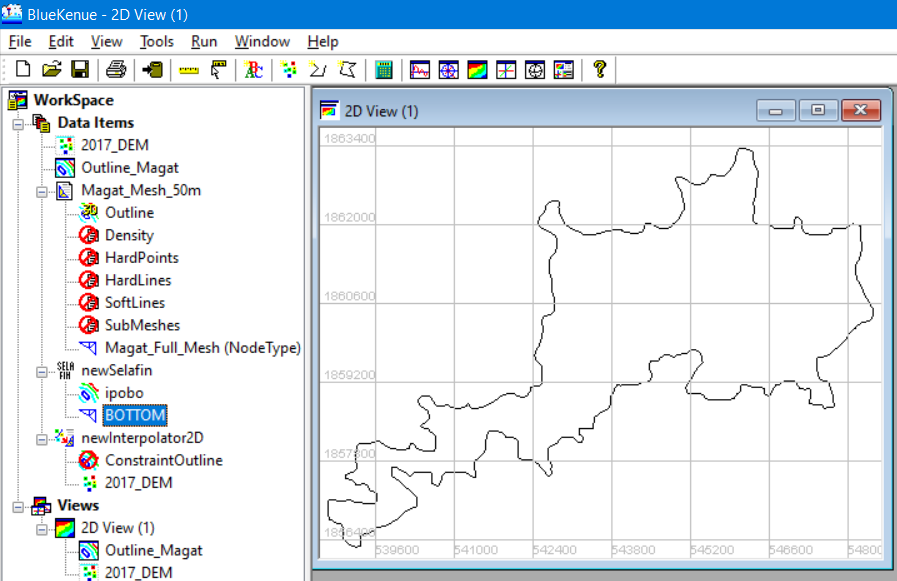 BlueKenue - 2D View (1)
File Edit View Tools Run Window Help
WorkSpace
Data Items
2017_DEM
Outline_Magat
Magat_Mesh_50m
Outline
Density
HardPoints
HardLines
SoftLines
SubMeshes
Magat_Full_Mesh (NodeType)
SELA
FIN
newSelafin
ipobo
BOTTOM
newInterpolator2D
ConstraintOutline
2017_DEM
Views
2D View (1)
Outline_Magat
2017_DEM
2D View (1)
1863400
1862000
1860600
1859200
1857800
1856400
539600 541000 542400 543800 545200 546600 54800